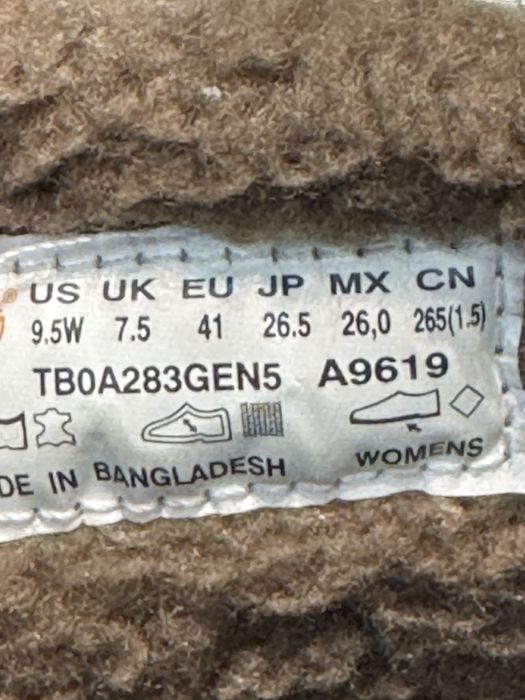 ® US UK EU JP MX CN
9.5W 7.5 41 26.5 26,0 265(1.5)
TB0A283GEN5 A9619
DE IN BANGLADESH WOMENS